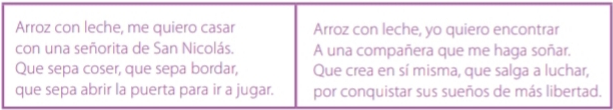 Arroz con leche, me quiero casar
con una señorita de San Nicolás.
Que sepa coser, que sepa bordar,
que sepa abrir la puerta para ir a jugar.
Arroz con leche, yo quiero encontrar
A una compañera que me haga soñar.
Que crea en sí misma, que salga a luchar,
por conquistar sus sueños de más libertad.